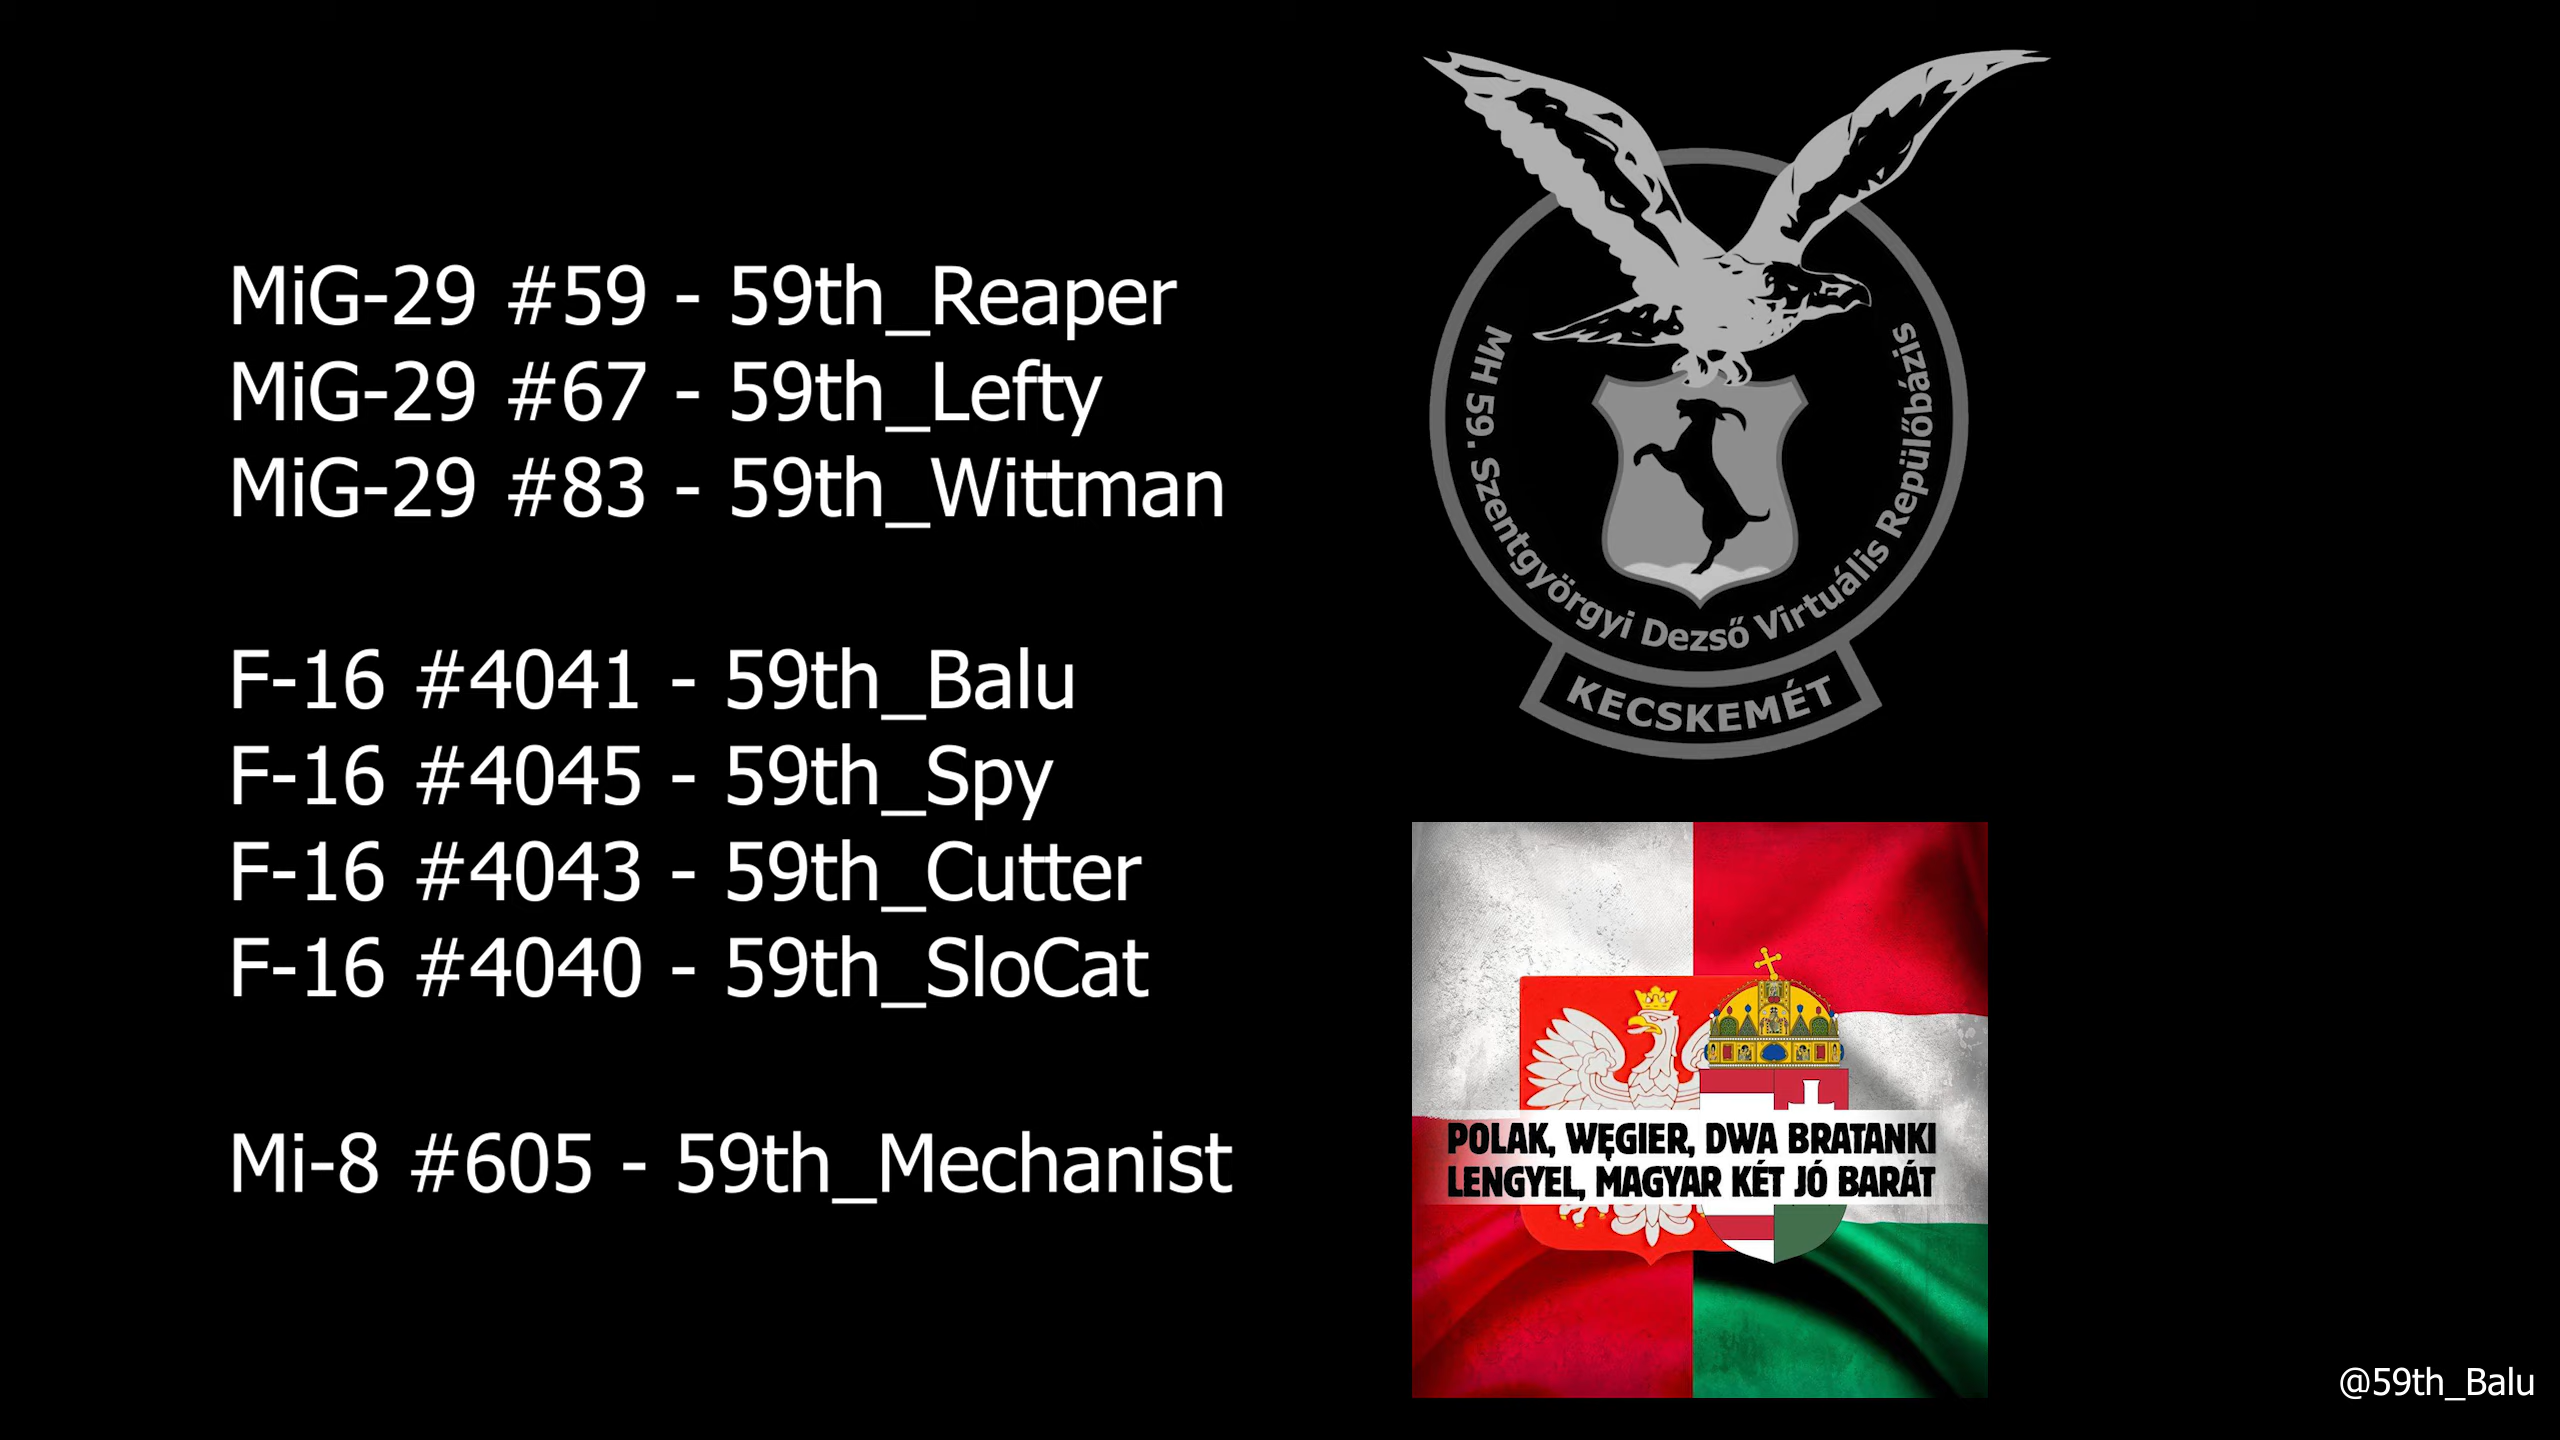 MiG-29 #59 - 59th_Reaper
MiG-29 #67 - 59th_Lefty
MiG-29 #83 - 59th_Wittman
F-16 #4041 - 59th_Balu
F-16 #4045 - 59th_Spy
F-16 #4043 - 59th_Cutter
F-16 #4040 - 59th_SloCat
Mi-8 #605 - 59th_Mechanist
MH 59. Szentgyörgyi Dezső Virtuális Repülőbázis
KECSKEMÉT
POLAK, WĘGIER, DWA BRATANKI
LENGYEL, MAGYAR KÉT JÓ BARÁT
@59th_Balu